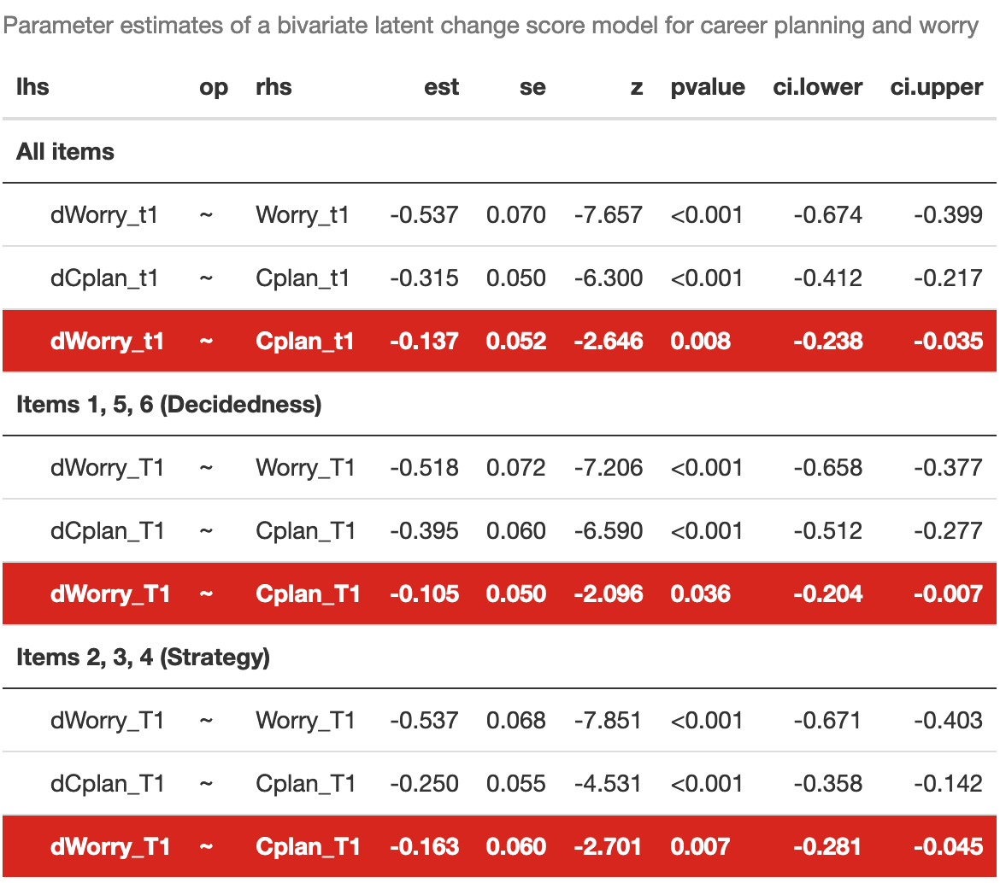 Parameter estimates of a bivariate latent change score model for career planning and worry
lhs op rhs est se z pvalue ci.lower ci.upper
All items
dWorry_t1 ~ Worry_t1 -0.537 0.070 -7.657 <0.001 -0.674 -0.399
dCplan_t1 ~ Cplan_t1 -0.315 0.050 -6.300 <0.001 -0.412 -0.217
dWorry_t1 ~ Cplan_t1 -0.137 0.052 -2.646 0.008 -0.238 -0.035
Items 1, 5, 6 (Decidedness)
dWorry_T1 ~ Worry_T1 -0.518 0.072 -7.206 <0.001 -0.658 -0.377
dCplan_T1 ~ Cplan_T1 -0.395 0.060 -6.590 <0.001 -0.512 -0.277
dWorry_T1 ~ Cplan_T1 -0.105 0.050 -2.096 0.036 -0.204 -0.007
Items 2, 3, 4 (Strategy)
dWorry_T1 ~ Worry_T1 -0.537 0.068 -7.851 <0.001 -0.671 -0.403
dCplan_T1 ~ Cplan_T1 -0.250 0.055 -4.531 <0.001 -0.358 -0.142
dWorry_T1 ~ Cplan_T1 -0.163 0.060 -2.701 0.007 -0.281 -0.045